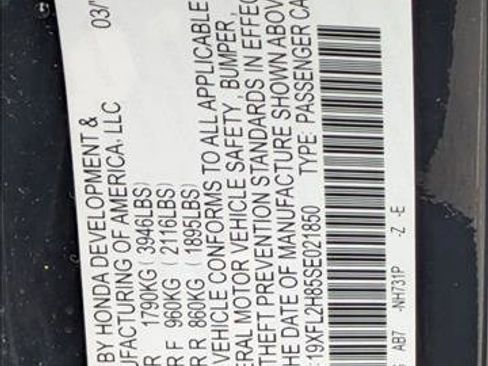 BY HONDA DEVELOPMENT & 03/
UFACTURING OF AMERICA, LLC
R 1790KG ( 3946LBS)
R F 960KG ( 2116LBS)
R R 860KG ( 1895LBS)
VEHICLE CONFORMS TO ALL APPLICABLE
ERAL MOTOR VEHICLE SAFETY, BUMPER,
THEFT PREVENTION STANDARDS IN EFFEC
HE DATE OF MANUFACTURE SHOWN ABOV
:19XFL2H85SE021850 TYPE: PASSENGER CA
G AB7 -NH731P -Z -E